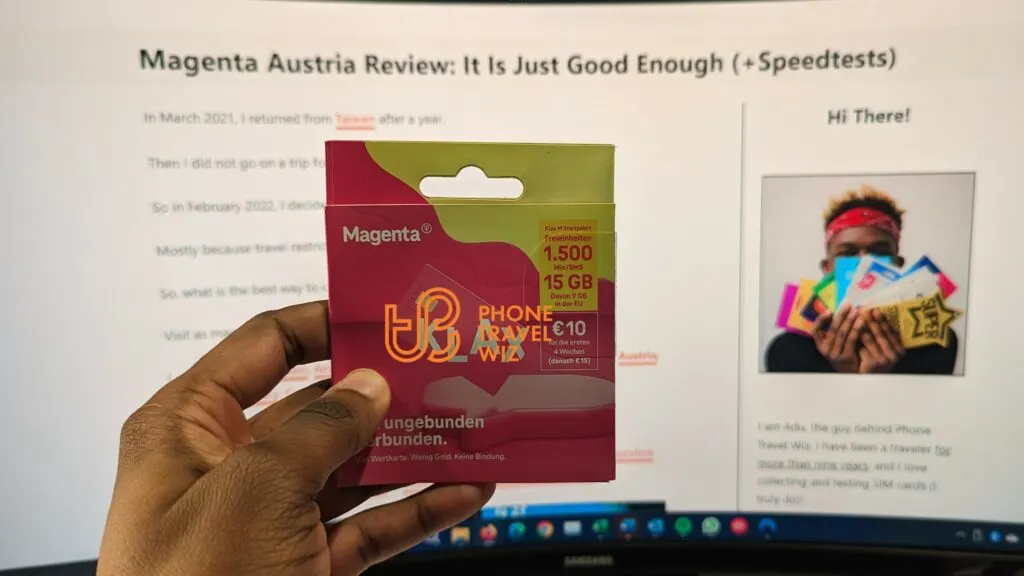 Magenta Austria Review: It Is Just Good Enough (+Speedtests)
In March 2021, I returned from Taiwan after a year.
Then I did not go on a trip
So in February 2022, I
Mostly because travel
So, what is the best way to
Visit as
Austria,
Hi There!
I am Adu, the guy behind Phone
Travel Wiz. I have been a traveler for
more than nine years, and I love
collecting and testing SIM cards (I
truly do)!
Magenta
Klax M Startpaket
Freieinheiten
1.500
Min/SMS
15 GB
Davon 9 GB
in der EU
€10
für die ersten
4 Wochen
(danach €15)
PHONE
TRAVEL
WIZ
ungebunden
Wertkarte. Wenig Geld. Keine Bindung.
SAMSUNG